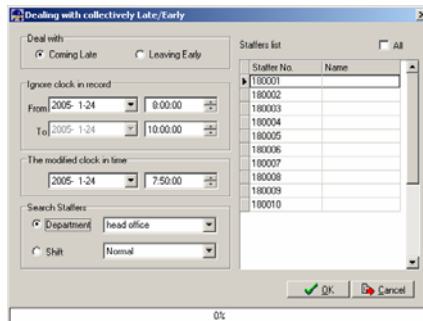 Dealing with collectively Late/Early
Deal with
Coming Late
Leaving Early
Ignore clock in record
From 2005- 1-24 8:00:00
To 2005- 1-24 10:00:00
The modified clock in time
2005- 1-24 7:50:00
Search Staffers
Department head office
Shift Normal
Staffers list
All
Staffer No. Name
180001
180002
180003
180004
180005
180006
180007
180008
180009
180010
OK Cancel
0%